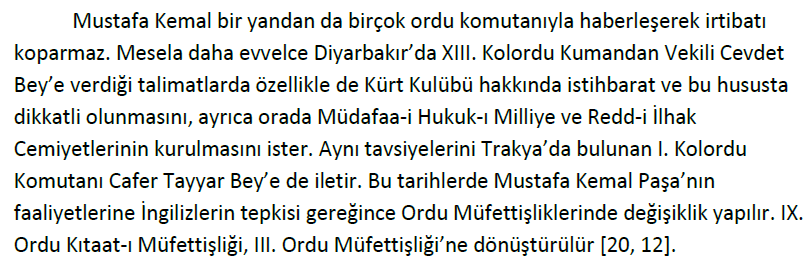 Mustafa Kemal bir yandan da birçok ordu komutanıyla haberleşerek irtibatı
koparmaz. Mesela daha evvelce Diyarbakır’da XIII. Kolordu Kumandan Vekili Cevdet
Bey’e verdiği talimatlarda özellikle de Kürt Kulübü hakkında istihbarat ve bu hususta
dikkatli olunmasını, ayrıca orada Müdafaa-i Hukuk-ı Milliye ve Redd-i İlhak
Cemiyetlerinin kurulmasını ister. Aynı tavsiyelerini Trakya’da bulunan I. Kolordu
Komutanı Cafer Tayyar Bey’e de iletir. Bu tarihlerde Mustafa Kemal Paşa’nın
faaliyetlerine İngilizlerin tepkisi gereğince Ordu Müfettişliklerinde değişiklik yapılır. IX.
Ordu Kıtaat-ı Müfettişliği, III. Ordu Müfettişliği’ne dönüştürülür [20, 12].